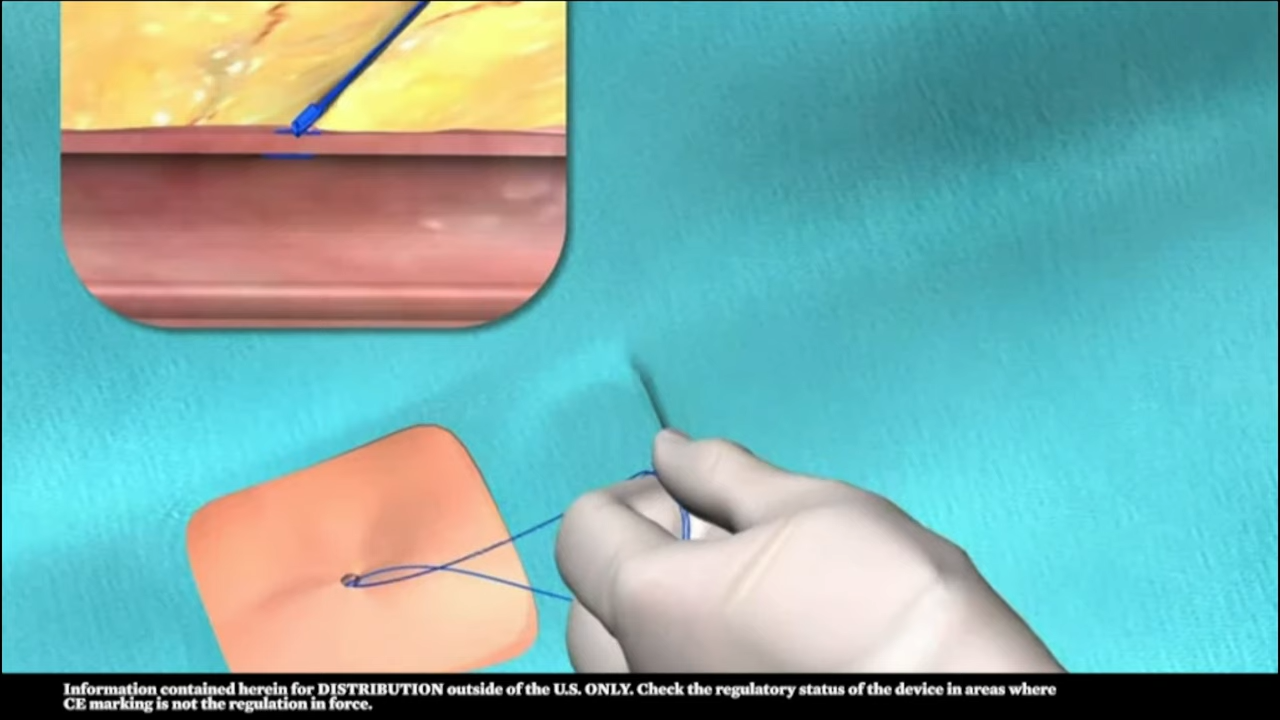 Information contained herein for DISTRIBUTION outside of the U.S. ONLY. Check the regulatory status of the device in areas where
CE marking is not the regulation in force.